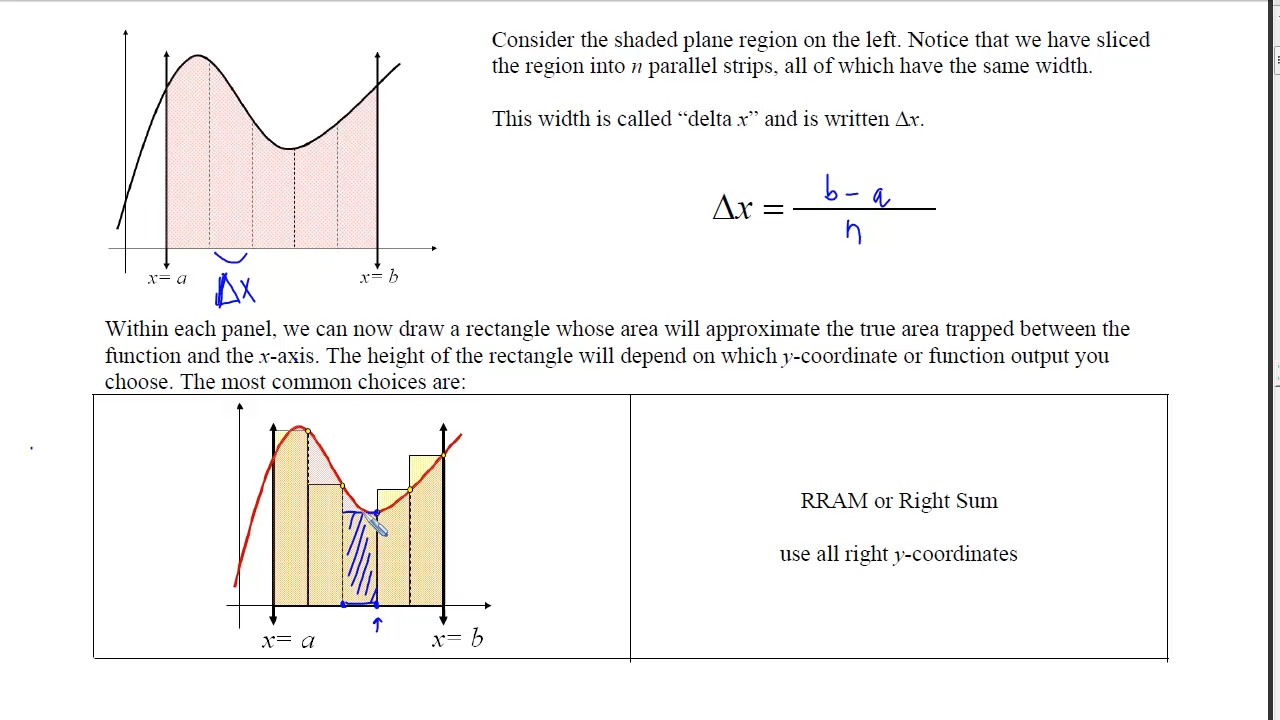 Consider the shaded plane region on the left. Notice that we have sliced
the region into n parallel strips, all of which have the same width.
This width is called “delta x” and is written Δx.
Δx = b - a
n
x= a
x= b
Δx
Within each panel, we can now draw a rectangle whose area will approximate the true area trapped between the
function and the x-axis. The height of the rectangle will depend on which y-coordinate or function output you
choose. The most common choices are:
x= a
x= b
RRAM or Right Sum
use all right y-coordinates